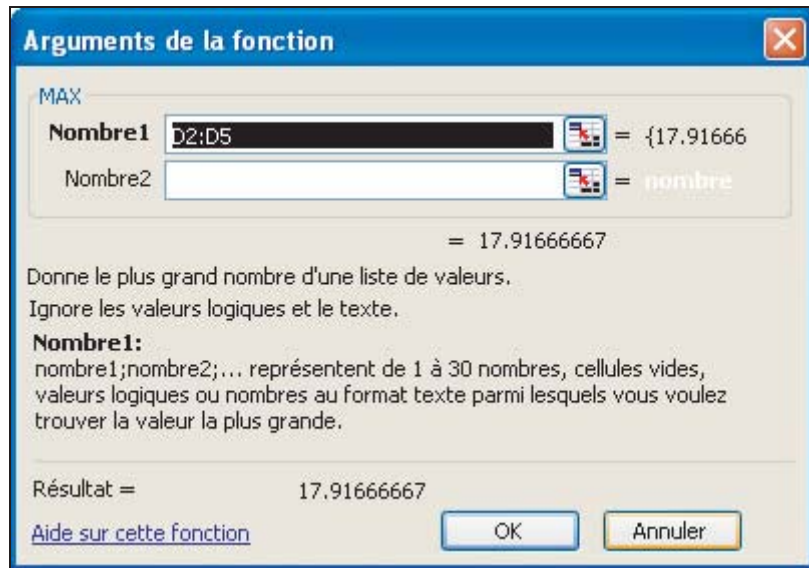 Arguments de la fonction
MAX
Nombre1 D2:D5 = {17.91666
Nombre2 = nombre
= 17.91666667
Donne le plus grand nombre d'une liste de valeurs.
Ignore les valeurs logiques et le texte.
Nombre1:
nombre1;nombre2;... représentent de 1 à 30 nombres, cellules vides,
valeurs logiques ou nombres au format texte parmi lesquels vous voulez
trouver la valeur la plus grande.
Résultat = 17.91666667
Aide sur cette fonction OK Annuler